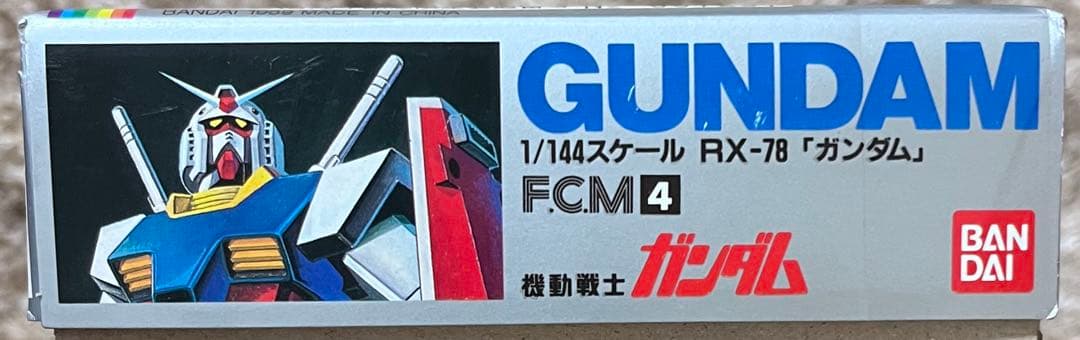 BANDAI 1989 MADE IN CHINA
GUNDAM
1/144スケール RX-78「ガンダム」
F.C.M 4
機動戦士 ガンダム
BAN
DAI